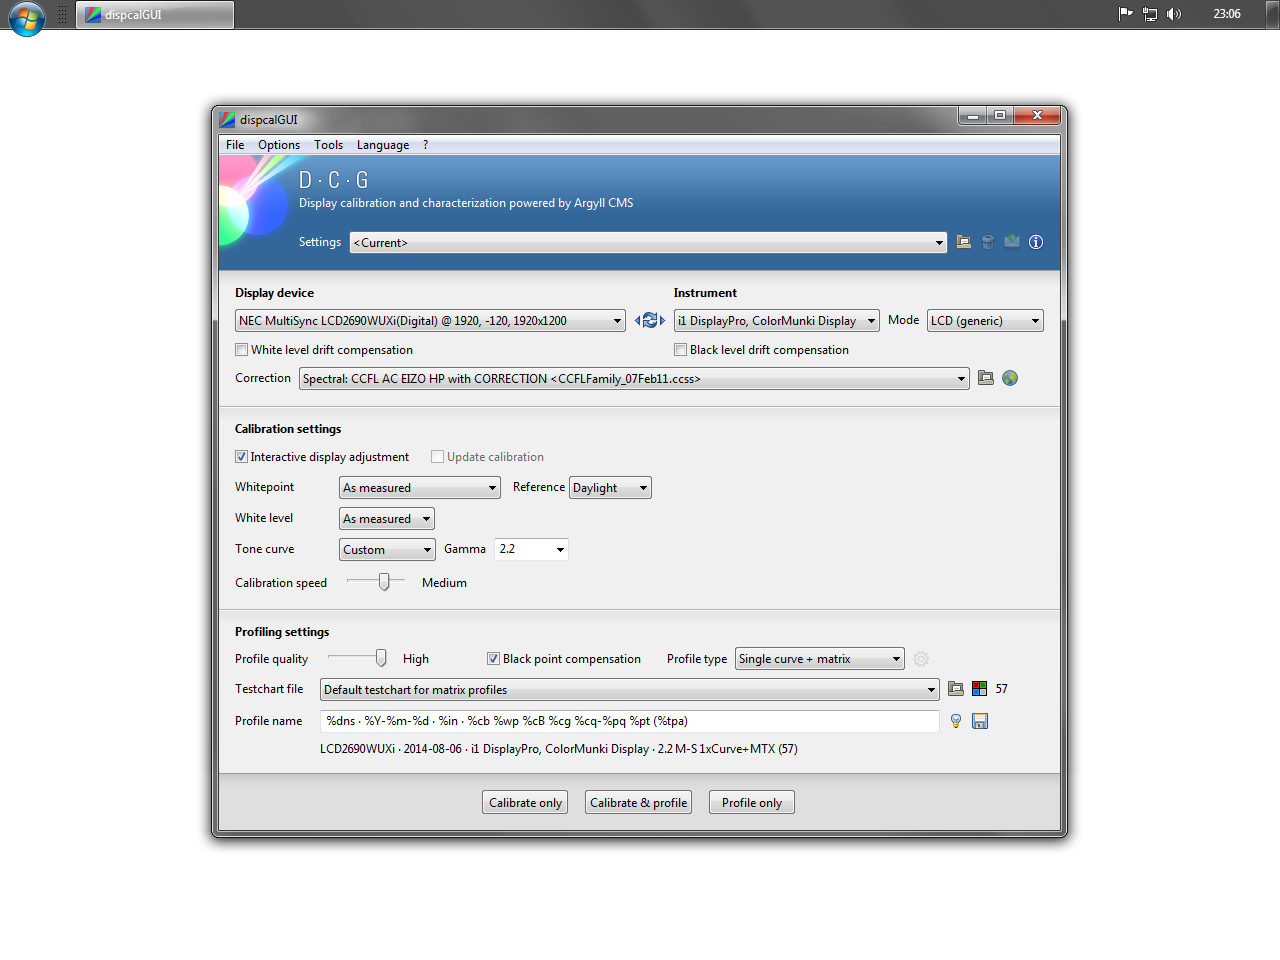 dispcalGUI
23:06
dispcalGUI
File Options Tools Language ?
D · C · G
Display calibration and characterization powered by Argyll CMS
Settings <Current>
Display device Instrument
NEC MultiSync LCD2690WUXi(Digital) @ 1920, -120, 1920x1200 i1 DisplayPro, ColorMunki Display Mode LCD (generic)
White level drift compensation Black level drift compensation
Correction Spectral: CCFL AC EIZO HP with CORRECTION <CCFLFamily_07Feb11.ccss>
Calibration settings
Interactive display adjustment Update calibration
Whitepoint As measured Reference Daylight
White level As measured
Tone curve Custom Gamma 2.2
Calibration speed Medium
Profiling settings
Profile quality High Black point compensation Profile type Single curve + matrix
Testchart file Default testchart for matrix profiles 57
Profile name %dns · %Y-%m-%d · %in · %cb %wp %cB %cg %cq-%pq %pt (%tpa)
LCD2690WUXi · 2014-08-06 · i1 DisplayPro, ColorMunki Display · 2.2 M-S 1xCurve+MTX (57)
Calibrate only Calibrate & profile Profile only